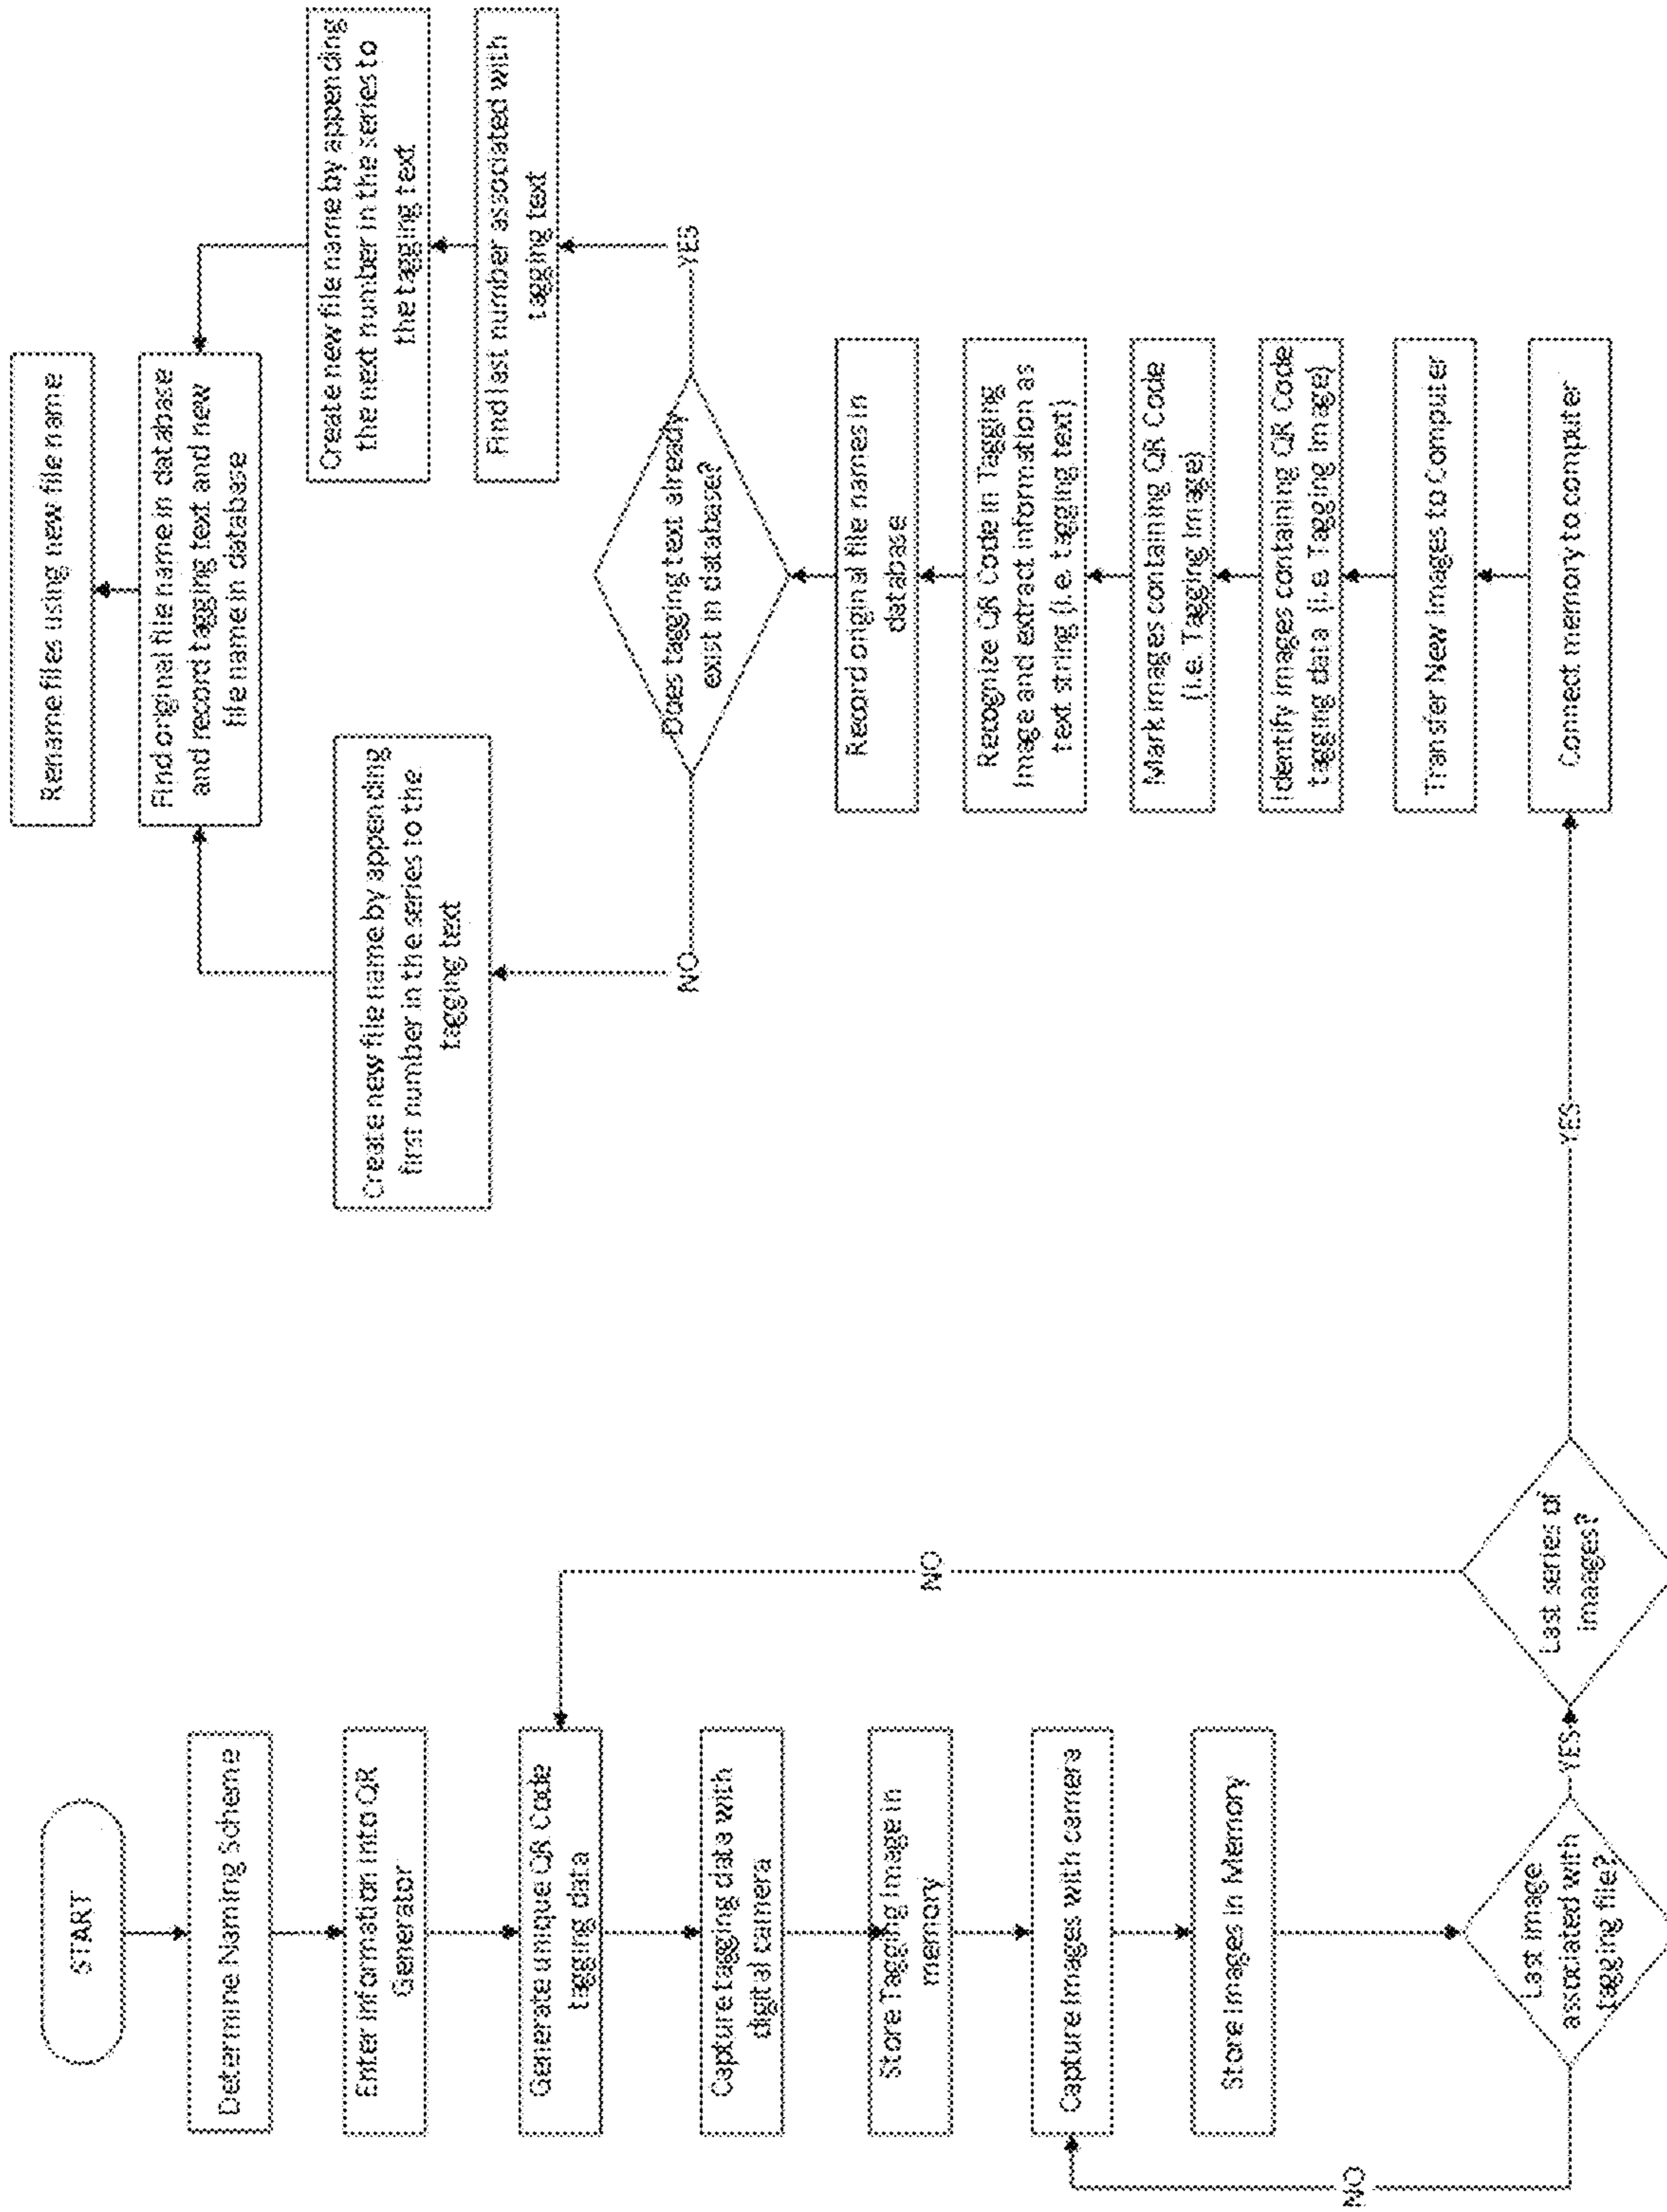 START
Determine Naming Scheme
Enter Information into QR
Generator
Generate unique QR Code
tagging data
Capture tagging date with
digital camera
Store Tagging Image in
memory
Capture Images with camera
Store Images in Memory
Last image
associated with
tagging file?
NO
YES
Last series of
imaages?
NO
YES
Connect memory to computer
Transfer New Images to Computer
Identify images containing QR Code
tagging data (i.e. Tagging Image)
Mark images containing QR Code
(i.e. Tagging Image)
Recognize QR Code in Tagging
Image and extract information as
text string (i.e. tagging text)
Record original file names in
database
Does tagging text already
exist in database?
NO
YES
Create new file name by appending
first number in the series to the
tagging text
Find last number associated with
tagging text
Create new file name by appending
the next number in the series to
the tagging text
Find original file name in database
and record tagging text and new
file name in database
Rename files using new file name